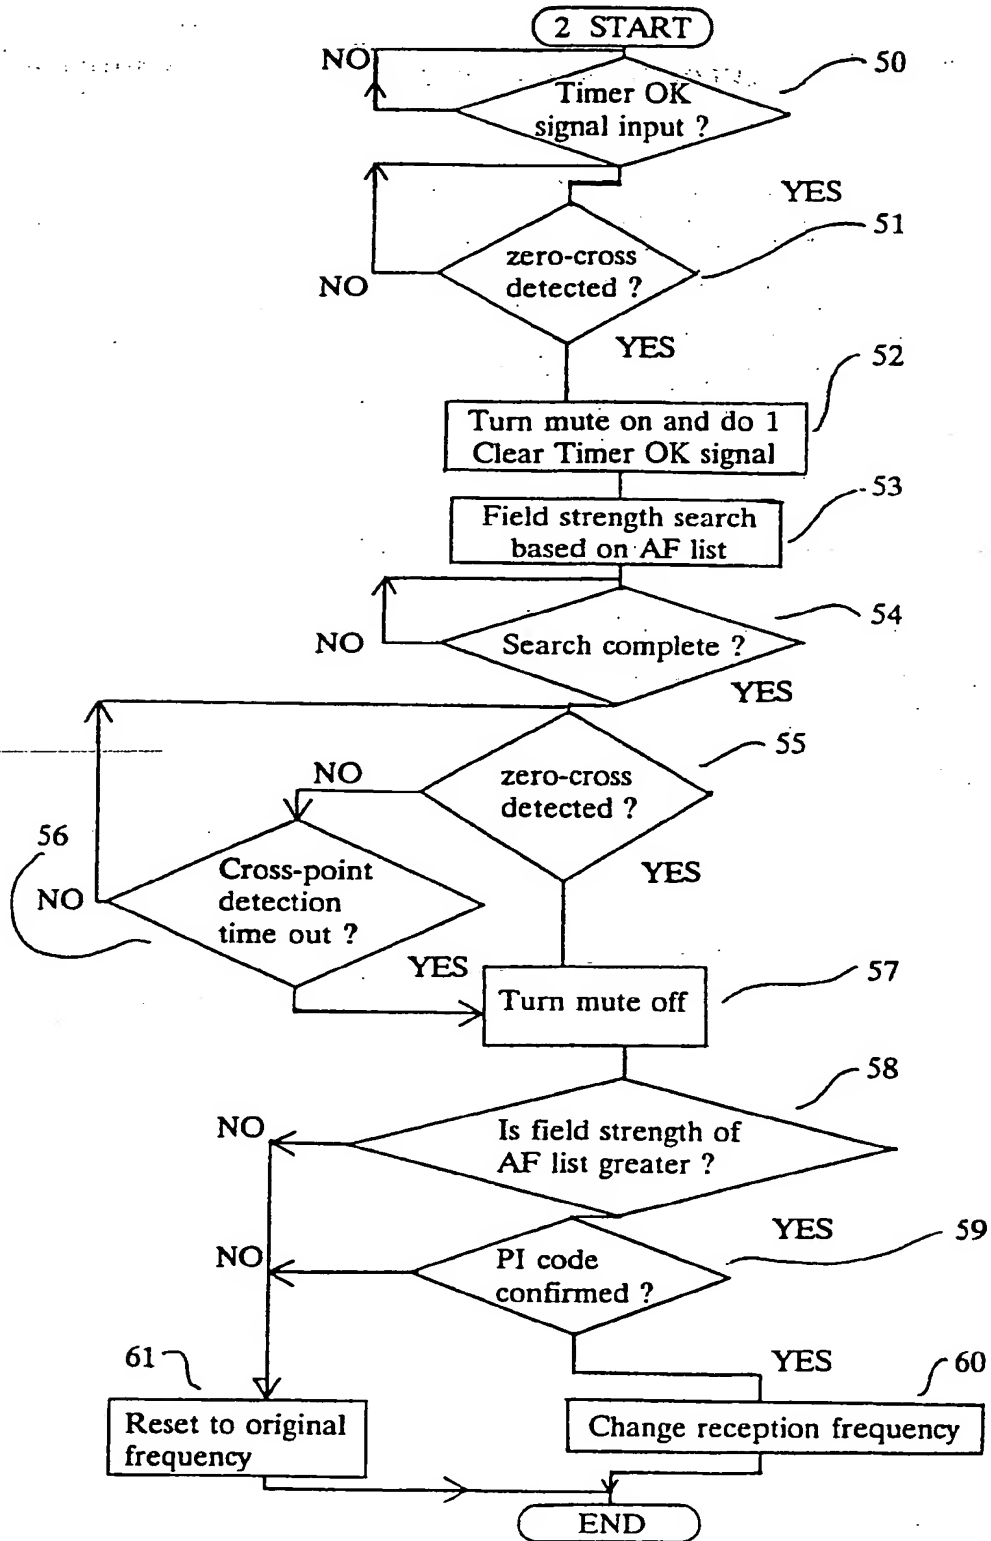 2 START
NO
50
Timer OK
signal input ?
YES
51
zero-cross
detected ?
NO
YES
52
Turn mute on and do 1
Clear Timer OK signal
53
Field strength search
based on AF list
54
NO
Search complete ?
YES
55
NO
zero-cross
detected ?
56
YES
NO
Cross-point
detection
time out ?
YES
57
Turn mute off
58
NO
Is field strength of
AF list greater ?
YES
59
NO
PI code
confirmed ?
61
YES
60
Reset to original
frequency
Change reception frequency
END